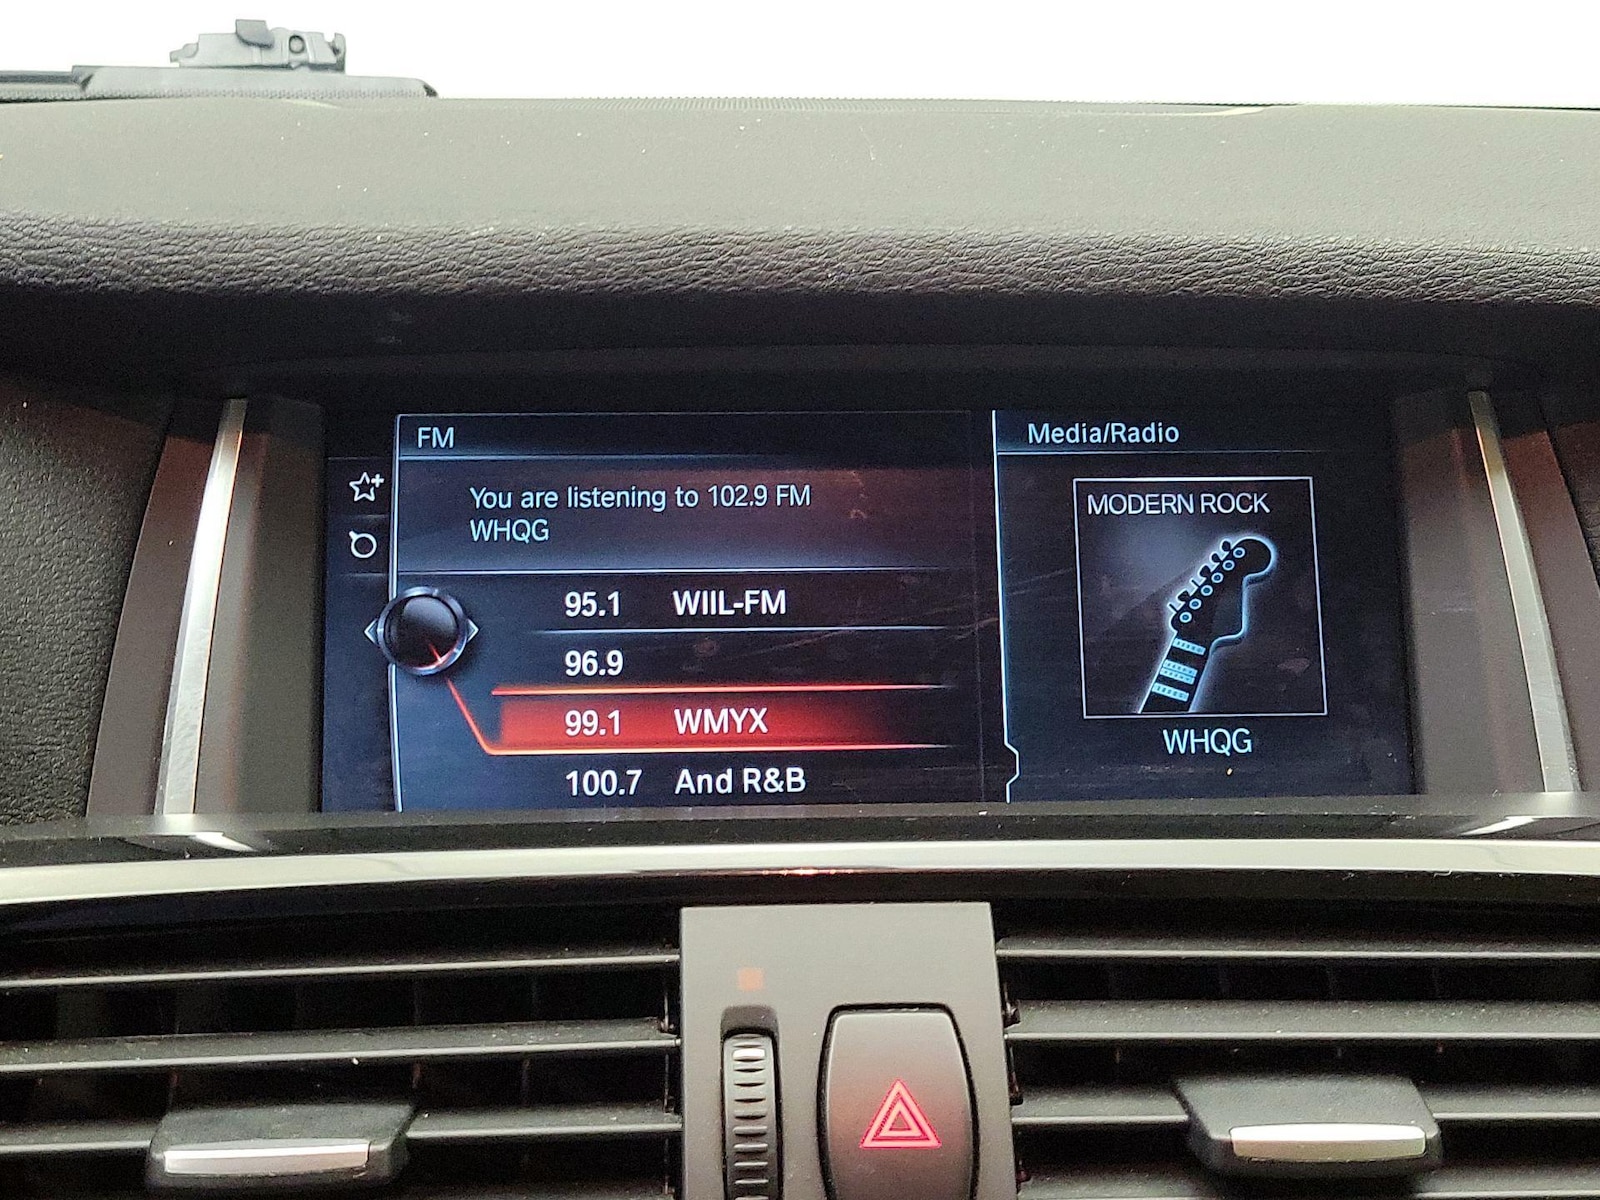 FM
You are listening to 102.9 FM
WHQG
95.1 WIIL-FM
96.9
99.1 WMYX
100.7 And R&B
Media/Radio
MODERN ROCK
WHQG